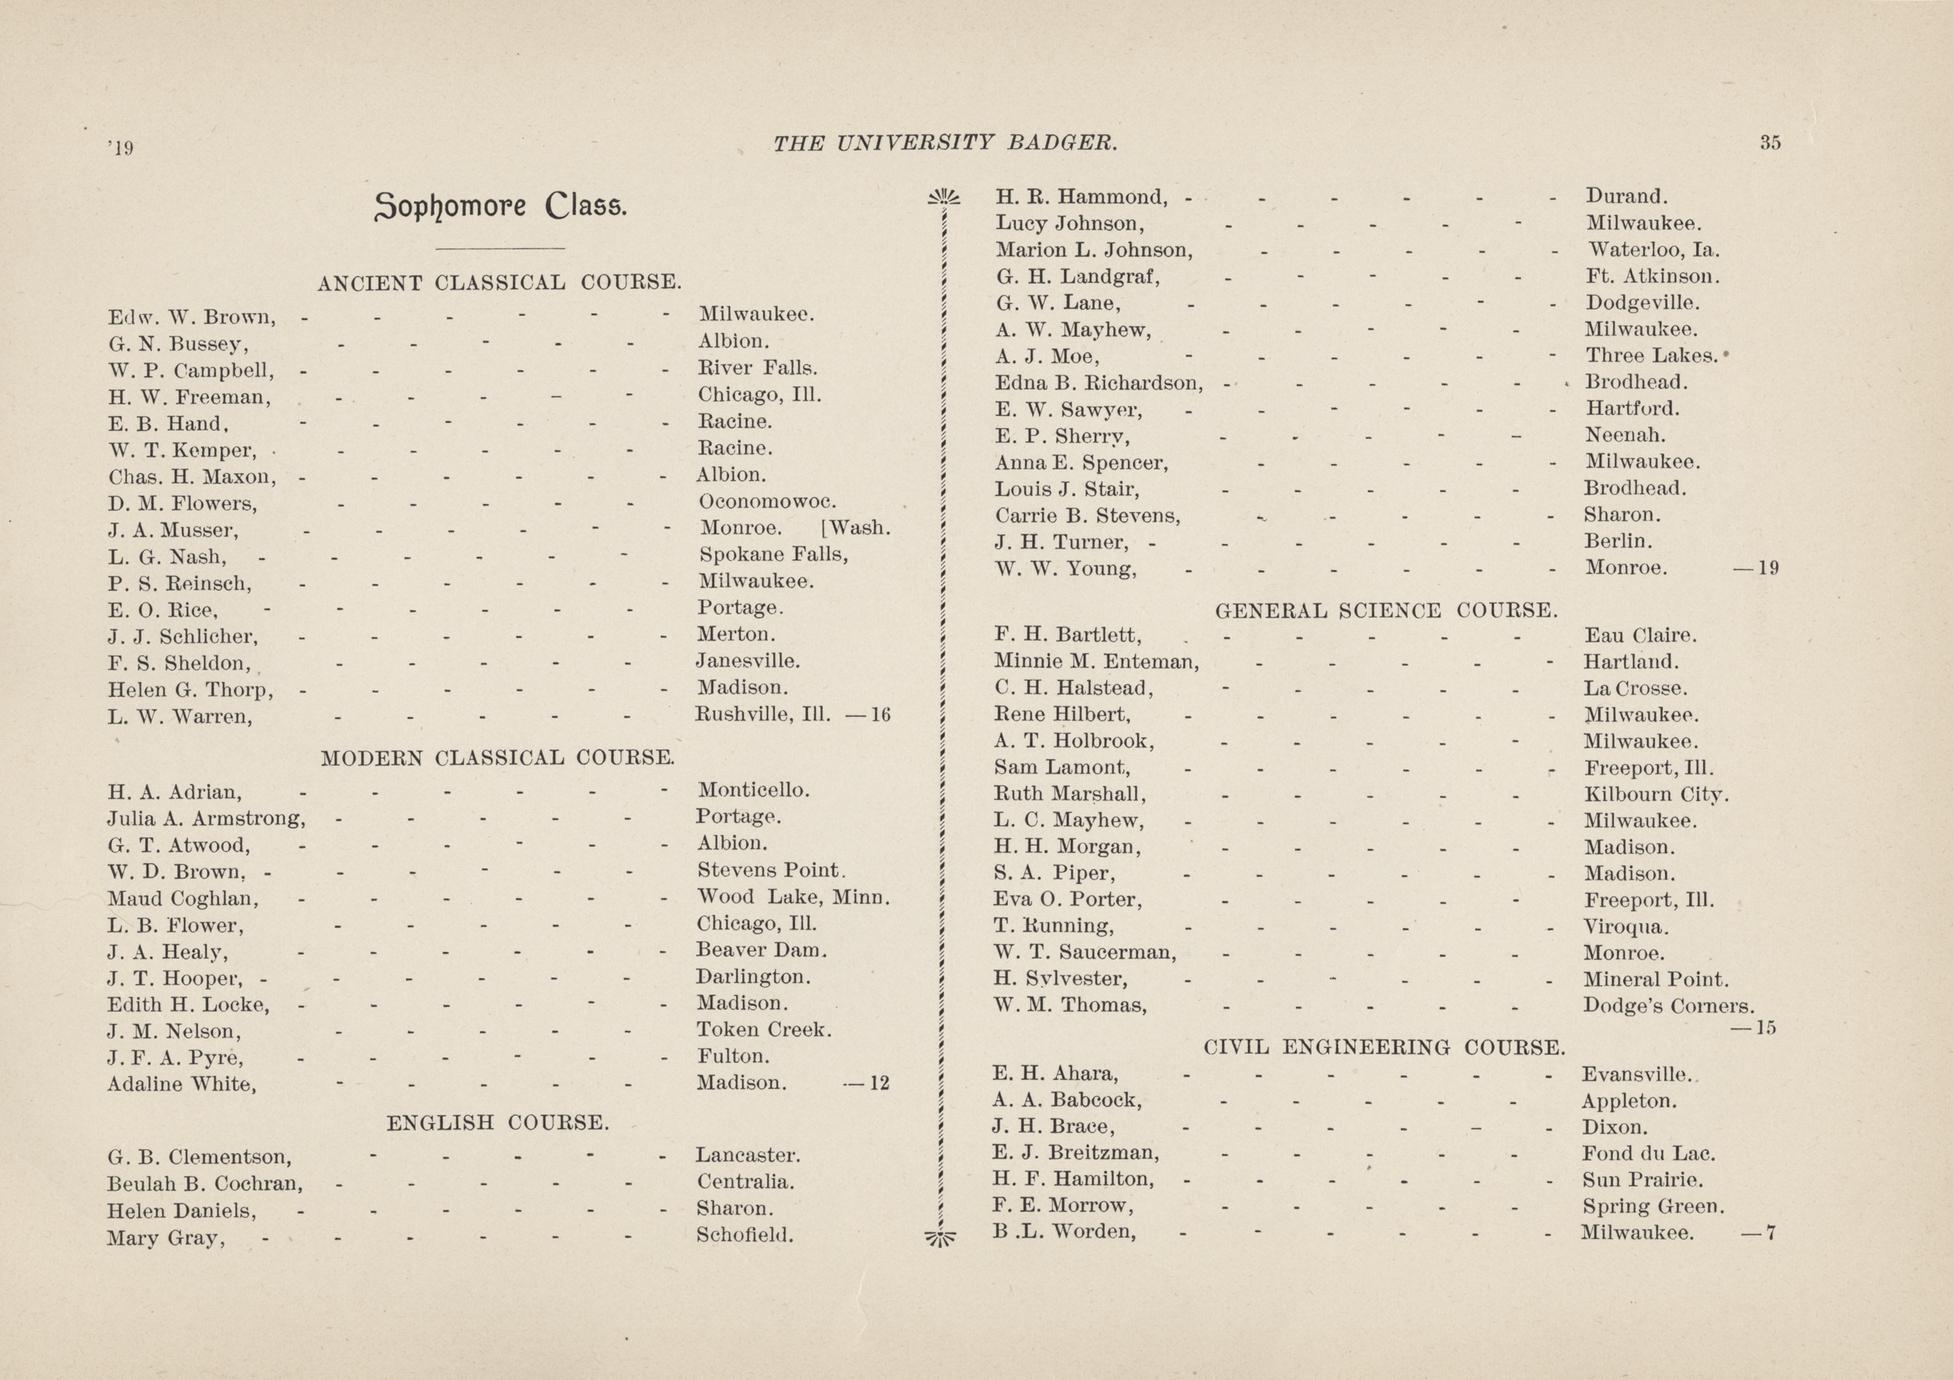 '19 THE UNIVERSITY BADGER. 35
Sophomore Class.
ANCIENT CLASSICAL COURSE.
Edw. W. Brown, - - - - - - Milwaukee.
G. N. Bussey, - - - - - Albion.
W. P. Campbell, - - - - - - River Falls.
H. W. Freeman, - - - - - Chicago, Ill.
E. B. Hand, - - - - - - Racine.
W. T. Kemper, - - - - - Racine.
Chas. H. Maxon, - - - - - - Albion.
D. M. Flowers, - - - - - Oconomowoc.
J. A. Musser, - - - - - - Monroe. [Wash.
L. G. Nash, - - - - - - Spokane Falls,
P. S. Reinsch, - - - - - - Milwaukee.
E. O. Rice, - - - - - - Portage.
J. J. Schlicher, - - - - - - Merton.
F. S. Sheldon, - - - - - Janesville.
Helen G. Thorp, - - - - - - Madison.
L. W. Warren, - - - - - Rushville, Ill. —16
MODERN CLASSICAL COURSE.
H. A. Adrian, - - - - - - Monticello.
Julia A. Armstrong, - - - - - Portage.
G. T. Atwood, - - - - - - Albion.
W. D. Brown, - - - - - - Stevens Point.
Maud Coghlan, - - - - - - Wood Lake, Minn.
L. B. Flower, - - - - - Chicago, Ill.
J. A. Healy, - - - - - - Beaver Dam.
J. T. Hooper, - - - - - - Darlington.
Edith H. Locke, - - - - - - Madison.
J. M. Nelson, - - - - - Token Creek.
J. F. A. Pyre, - - - - - - Fulton.
Adaline White, - - - - - Madison. —12
ENGLISH COURSE.
G. B. Clementson, - - - - - Lancaster.
Beulah B. Cochran, - - - - - Centralia.
Helen Daniels, - - - - - - Sharon.
Mary Gray, - - - - - - Schofield.
H. R. Hammond, - - - - - - Durand.
Lucy Johnson, - - - - - Milwaukee.
Marion L. Johnson, - - - - - Waterloo, Ia.
G. H. Landgraf, - - - - - Ft. Atkinson.
G. W. Lane, - - - - - - Dodgeville.
A. W. Mayhew, - - - - - Milwaukee.
A. J. Moe, - - - - - - Three Lakes.
Edna B. Richardson, - - - - - - Brodhead.
E. W. Sawyer, - - - - - - Hartford.
E. P. Sherry, - - - - - Neenah.
Anna E. Spencer, - - - - - Milwaukee.
Louis J. Stair, - - - - - Brodhead.
Carrie B. Stevens, - - - - - Sharon.
J. H. Turner, - - - - - - Berlin.
W. W. Young, - - - - - - Monroe. —19
GENERAL SCIENCE COURSE.
F. H. Bartlett, - - - - - Eau Claire.
Minnie M. Enteman, - - - - - Hartland.
C. H. Halstead, - - - - - La Crosse.
Rene Hilbert, - - - - - - Milwaukee.
A. T. Holbrook, - - - - - Milwaukee.
Sam Lamont, - - - - - - Freeport, Ill.
Ruth Marshall, - - - - - Kilbourn City.
L. C. Mayhew, - - - - - - Milwaukee.
H. H. Morgan, - - - - - Madison.
S. A. Piper, - - - - - - Madison.
Eva O. Porter, - - - - - Freeport, Ill.
T. Running, - - - - - - Viroqua.
W. T. Saucerman, - - - - - Monroe.
H. Sylvester, - - - - - - Mineral Point.
W. M. Thomas, - - - - - Dodge's Corners.
—15
CIVIL ENGINEERING COURSE.
E. H. Ahara, - - - - - - Evansville.
A. A. Babcock, - - - - - Appleton.
J. H. Brace, - - - - - - Dixon.
E. J. Breitzman, - - - - - Fond du Lac.
H. F. Hamilton, - - - - - - Sun Prairie.
F. E. Morrow, - - - - - Spring Green.
B .L. Worden, - - - - - - Milwaukee. —7